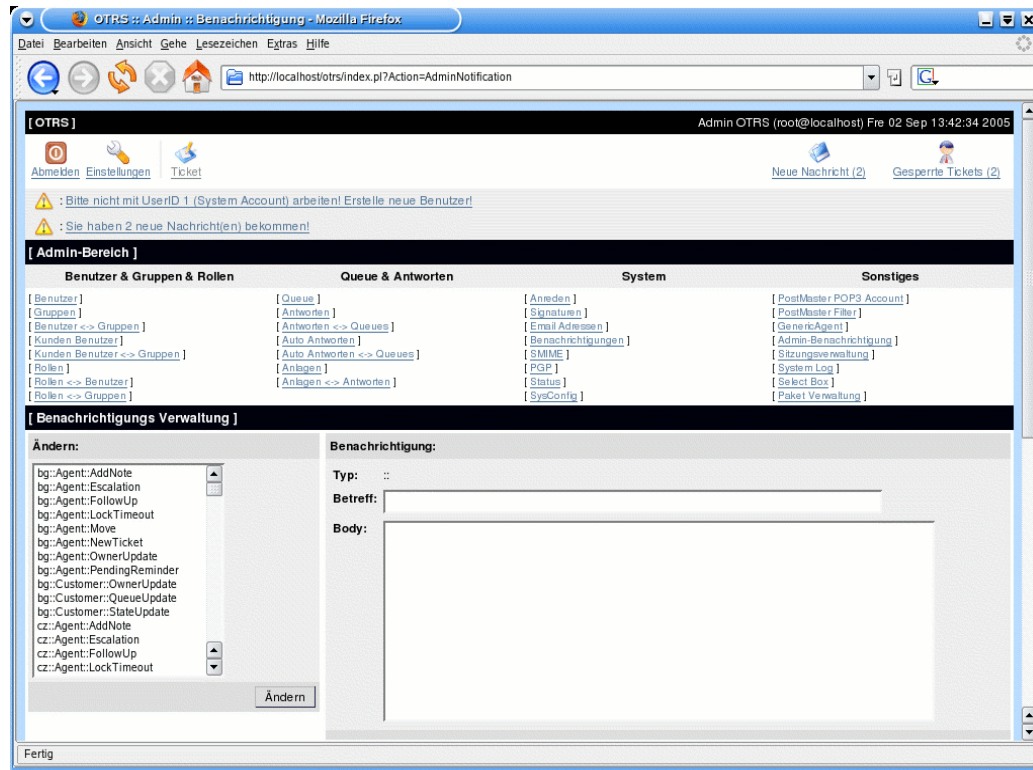 OTRS :: Admin :: Benachrichtigung - Mozilla Firefox
Datei Bearbeiten Ansicht Gehe Lesezeichen Extras Hilfe
http://localhost/otrs/index.pl?Action=AdminNotification
[ OTRS ] Admin OTRS (root@localhost) Fre 02 Sep 13:42:34 2005
Abmelden Einstellungen Ticket Neue Nachricht (2) Gesperrte Tickets (2)
: Bitte nicht mit UserID 1 (System Account) arbeiten! Erstelle neue Benutzer!
: Sie haben 2 neue Nachricht(en) bekommen!
[ Admin-Bereich ]
Benutzer & Gruppen & Rollen Queue & Antworten System Sonstiges
[ Benutzer ] [ Queue ] [ Anreden ] [ PostMaster POP3 Account ]
[ Gruppen ] [ Antworten ] [ Signaturen ] [ PostMaster Filter ]
[ Benutzer <-> Gruppen ] [ Antworten <-> Queues ] [ Email Adressen ] [ GenericAgent ]
[ Kunden Benutzer ] [ Auto Antworten ] [ Benachrichtigungen ] [ Admin-Benachrichtigung ]
[ Kunden Benutzer <-> Gruppen ] [ Auto Antworten <-> Queues ] [ SMIME ] [ Sitzungsverwaltung ]
[ Rollen ] [ Anlagen ] [ PGP ] [ System Log ]
[ Rollen <-> Benutzer ] [ Anlagen <-> Antworten ] [ Status ] [ Select Box ]
[ Rollen <-> Gruppen ] [ SysConfig ] [ Paket Verwaltung ]
[ Benachrichtigungs Verwaltung ]
Ändern:
bg::Agent::AddNote
bg::Agent::Escalation
bg::Agent::FollowUp
bg::Agent::LockTimeout
bg::Agent::Move
bg::Agent::NewTicket
bg::Agent::OwnerUpdate
bg::Agent::PendingReminder
bg::Customer::OwnerUpdate
bg::Customer::QueueUpdate
bg::Customer::StateUpdate
cz::Agent::AddNote
cz::Agent::Escalation
cz::Agent::FollowUp
cz::Agent::LockTimeout
Ändern
Benachrichtigung:
Typ: ::
Betreff:
Body:
Fertig